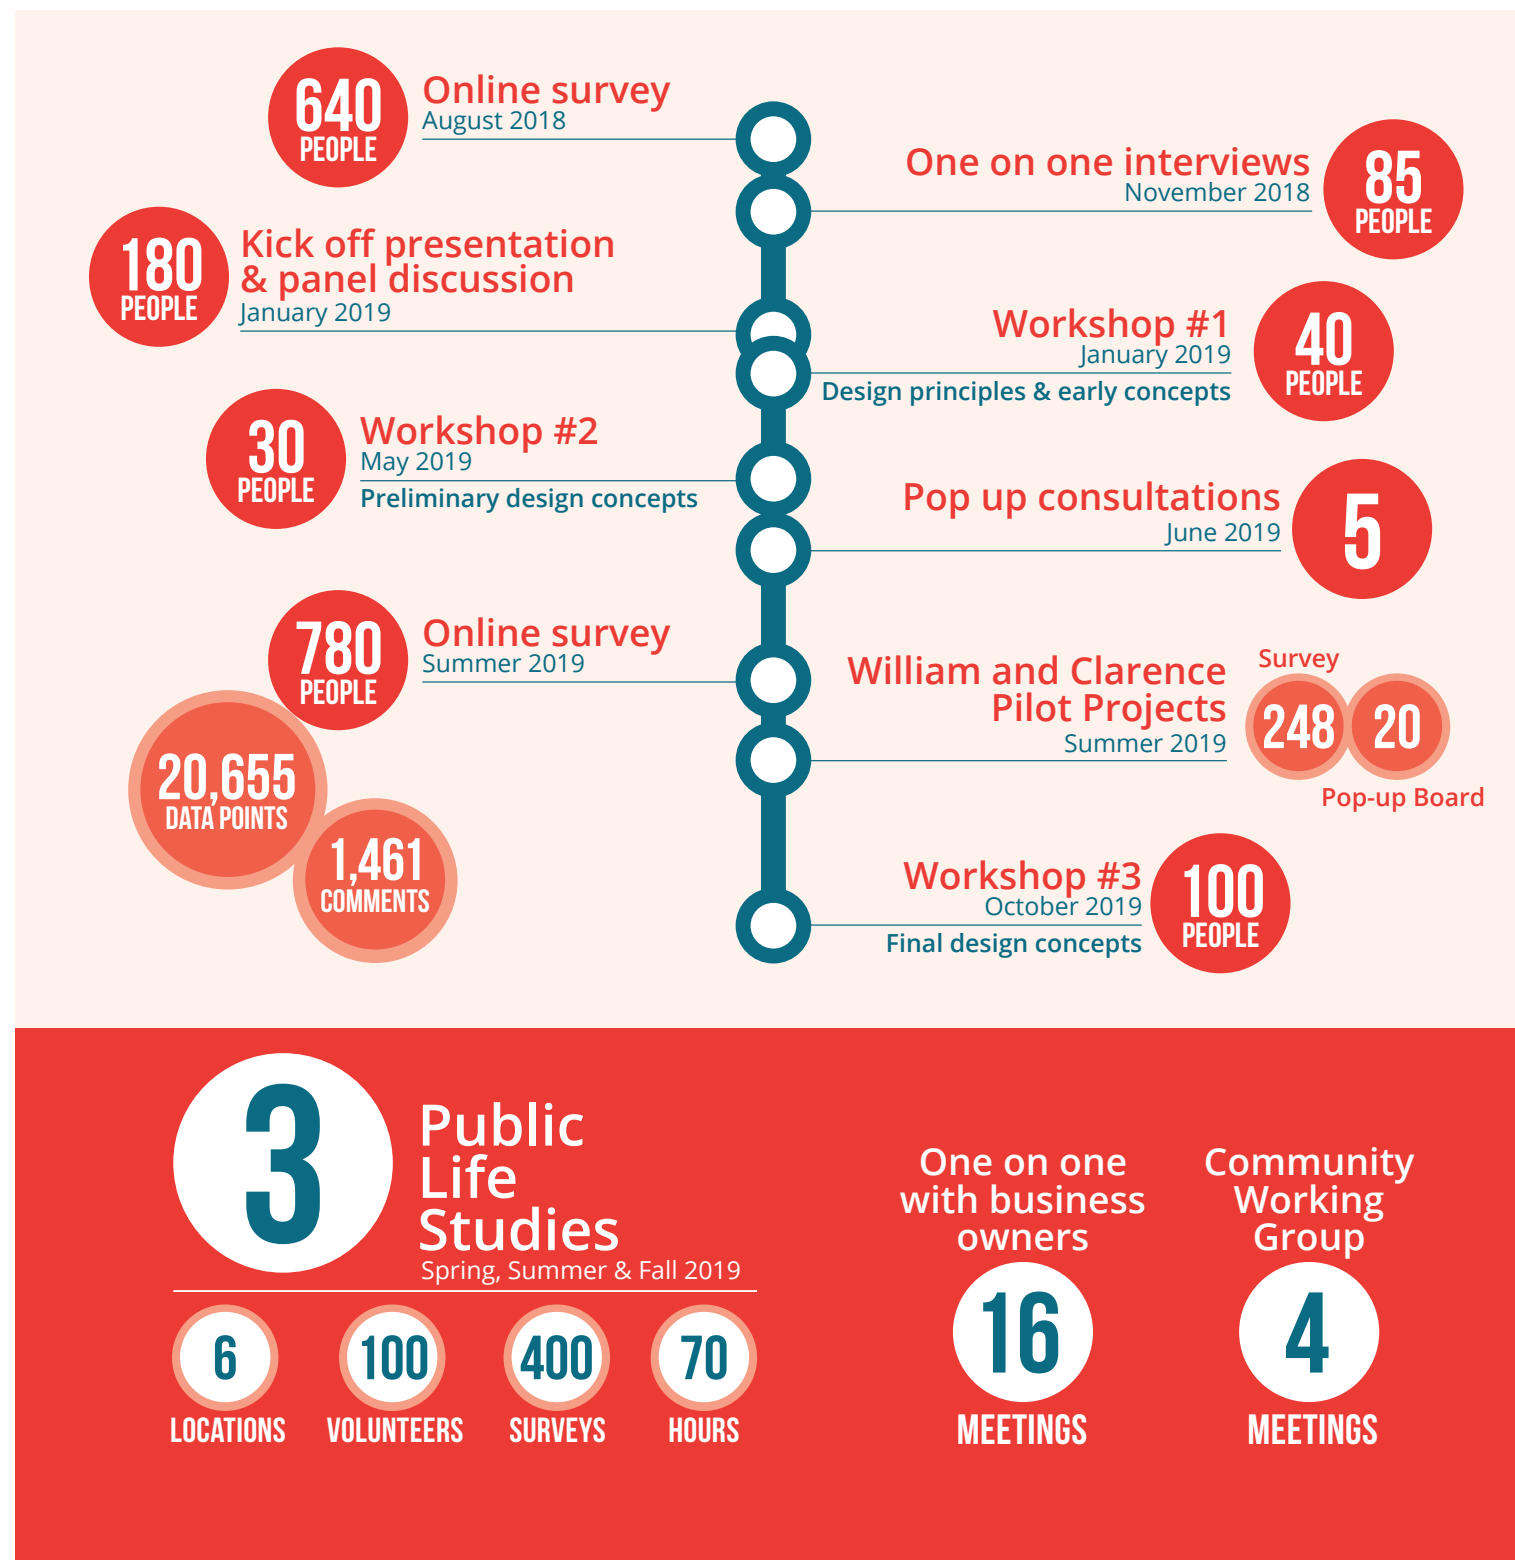 640
PEOPLE
Online survey
August 2018
One on one interviews
November 2018
85
PEOPLE
180
PEOPLE
Kick off presentation
& panel discussion
January 2019
Workshop #1
January 2019
Design principles & early concepts
40
PEOPLE
30
PEOPLE
Workshop #2
May 2019
Preliminary design concepts
Pop up consultations
June 2019
5
780
PEOPLE
Online survey
Summer 2019
20,655
DATA POINTS
1,461
COMMENTS
William and Clarence
Pilot Projects
Summer 2019
Survey
248
20
Pop-up Board
Workshop #3
October 2019
Final design concepts
100
PEOPLE
3
Public
Life
Studies
Spring, Summer & Fall 2019
6
LOCATIONS
100
VOLUNTEERS
400
SURVEYS
70
HOURS
One on one
with business
owners
16
MEETINGS
Community
Working
Group
4
MEETINGS